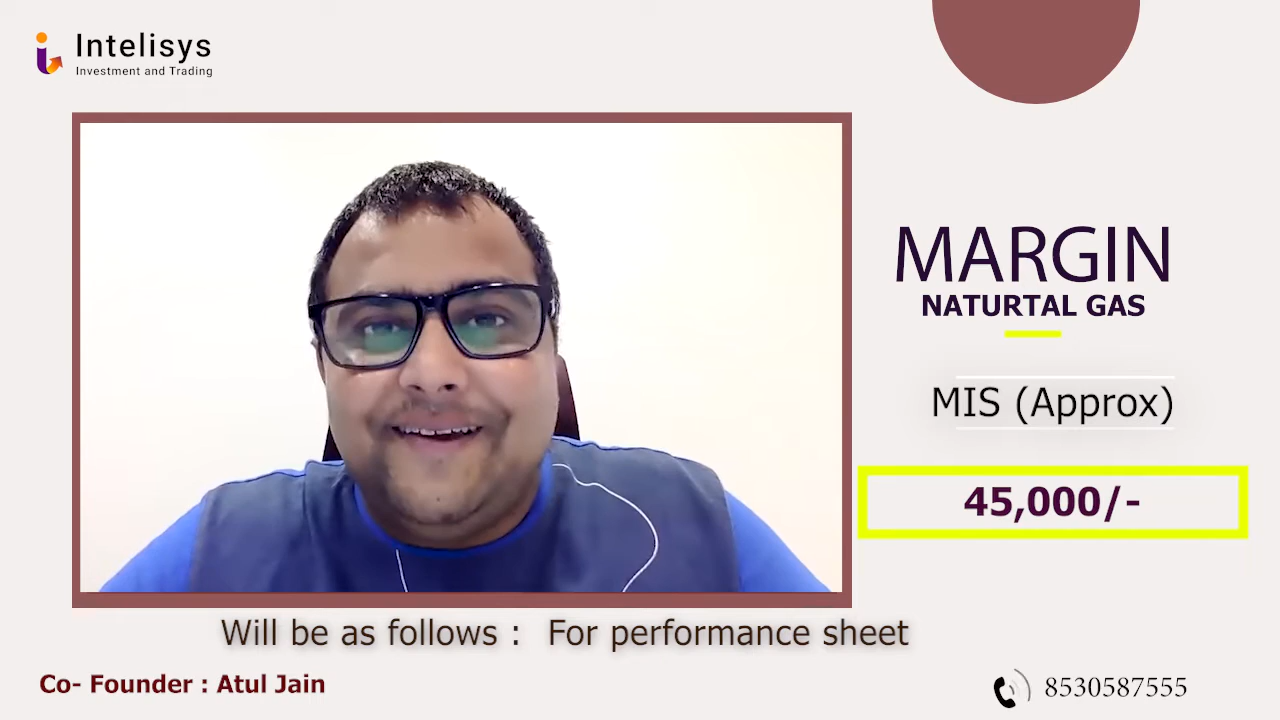 Intelisys
Investment and Trading
MARGIN
NATURTAL GAS
MIS (Approx)
45,000/-
Will be as follows :  For performance sheet
Co- Founder : Atul Jain
8530587555